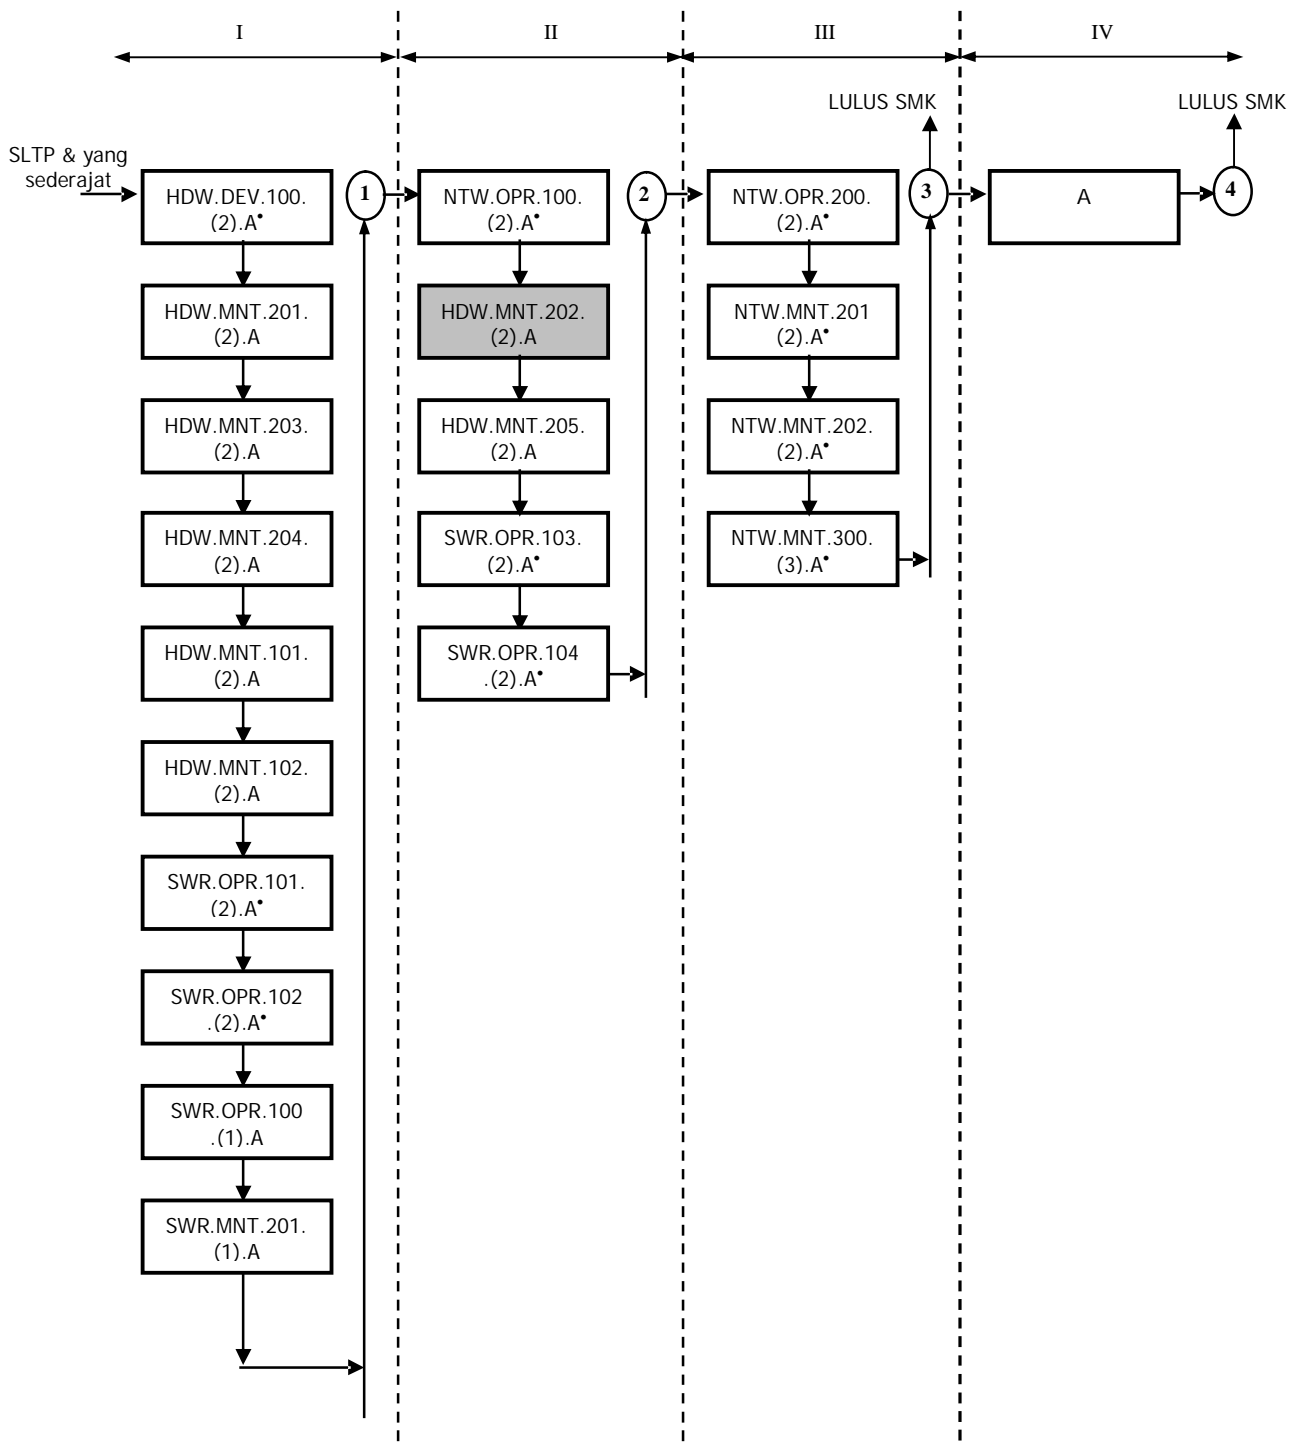 I
II
III
IV
LULUS SMK
LULUS SMK
SLTP & yang
sederajat
HDW.DEV.100.
(2).A•
1
NTW.OPR.100.
(2).A•
2
NTW.OPR.200.
(2).A•
3
A
4
HDW.MNT.201.
(2).A
HDW.MNT.202.
(2).A
NTW.MNT.201
(2).A•
HDW.MNT.203.
(2).A
HDW.MNT.205.
(2).A
NTW.MNT.202.
(2).A•
HDW.MNT.204.
(2).A
SWR.OPR.103.
(2).A•
NTW.MNT.300.
(3).A•
HDW.MNT.101.
(2).A
SWR.OPR.104
.(2).A•
HDW.MNT.102.
(2).A
SWR.OPR.101.
(2).A•
SWR.OPR.102
.(2).A•
SWR.OPR.100
.(1).A
SWR.MNT.201.
(1).A